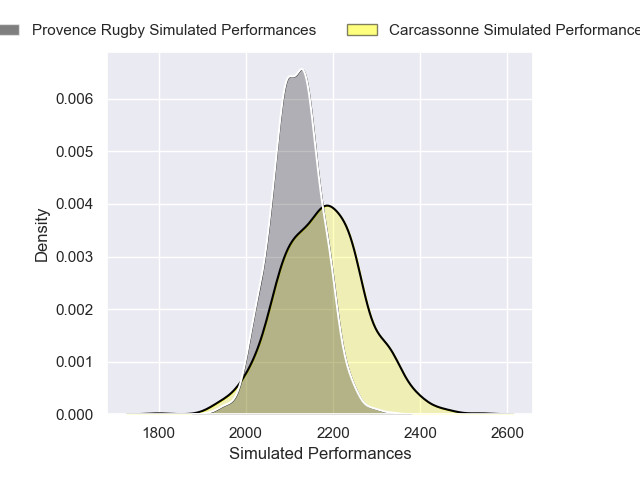 Provence Rugby Simulated Performances Carcassonne Simulated Performance
0.006
0.005
0.004
0.003
0.002
0.001
0.000
Density
1800 2000 2200 2400 2600
Simulated Performances